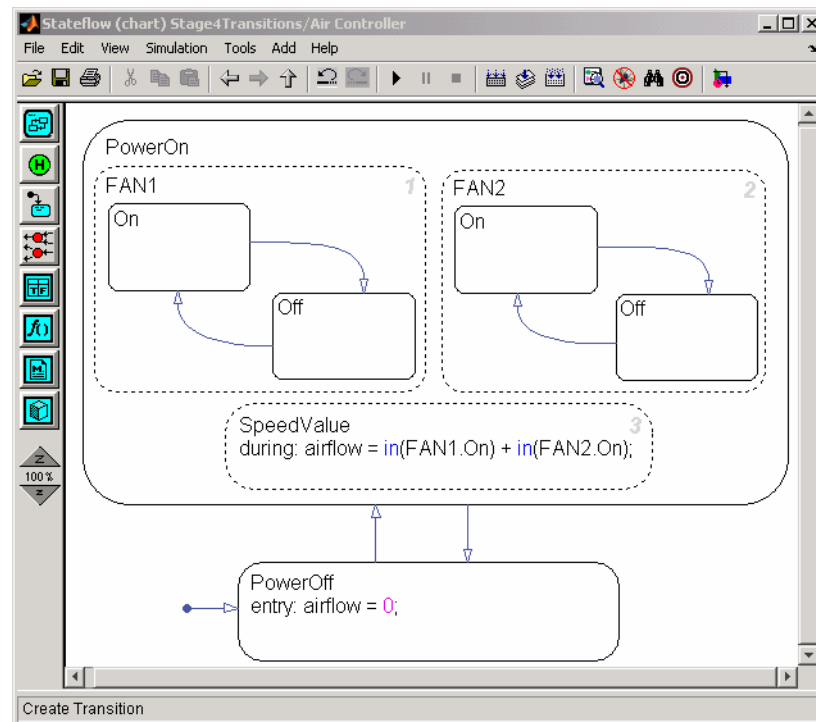 Stateflow (chart) Stage4Transitions/Air Controller
File Edit View Simulation Tools Add Help
PowerOn
FAN1 1
On
Off
FAN2 2
On
Off
SpeedValue 3
during: airflow = in(FAN1.On) + in(FAN2.On);
PowerOff
entry: airflow = 0;
H
TF
f()
M
Z
100 %
z
Create Transition